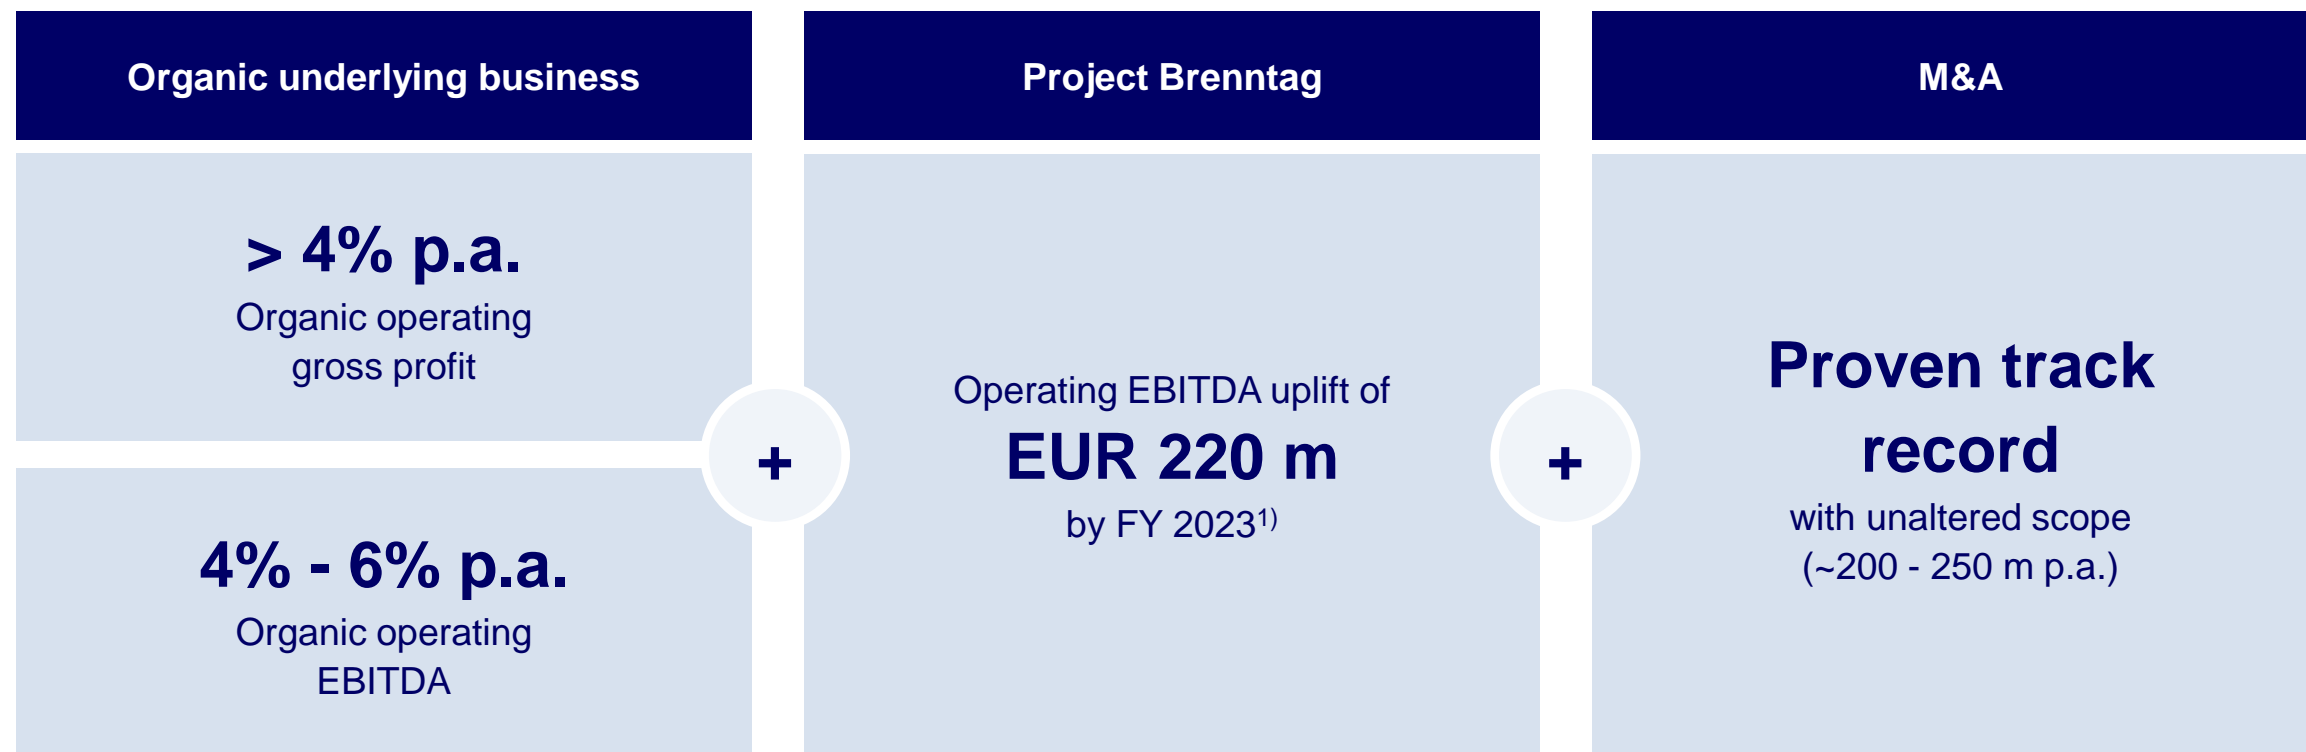 Organic underlying business
> 4% p.a.
Organic operating
gross profit
4% - 6% p.a.
Organic operating
EBITDA
+
Project Brenntag
Operating EBITDA uplift of
EUR 220 m
by FY 2023¹⁾
+
M&A
Proven track
record
with unaltered scope
(~200 - 250 m p.a.)